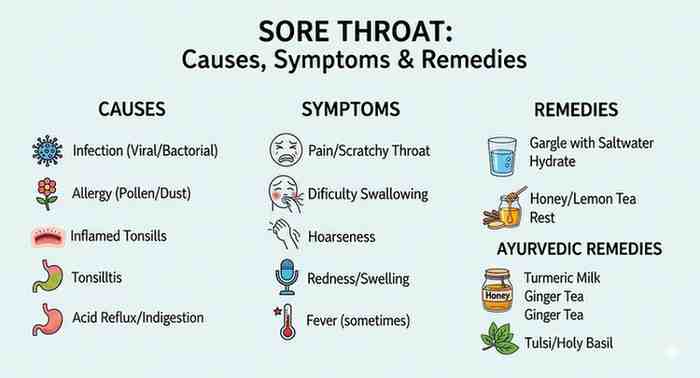 SORE THROAT:
Causes, Symptoms & Remedies
CAUSES
Infection (Viral/Bactorial)
Allergy (Pollen/Dust)
Inflamed Tonsills
Tonsilltis
Acid Reflux/Indigestion
SYMPTOMS
Pain/Scratchy Throat
Dificulty Swallowing
Hoarseness
Redness/Swelling
Fever (sometimes)
REMEDIES
Gargle with Saltwater
Hydrate
Honey/Lemon Tea
Rest
AYURVEDIC REMEDIES
Honey
Turmeric Milk
Ginger Tea
Ginger Tea
Tulsi/Holy Basil